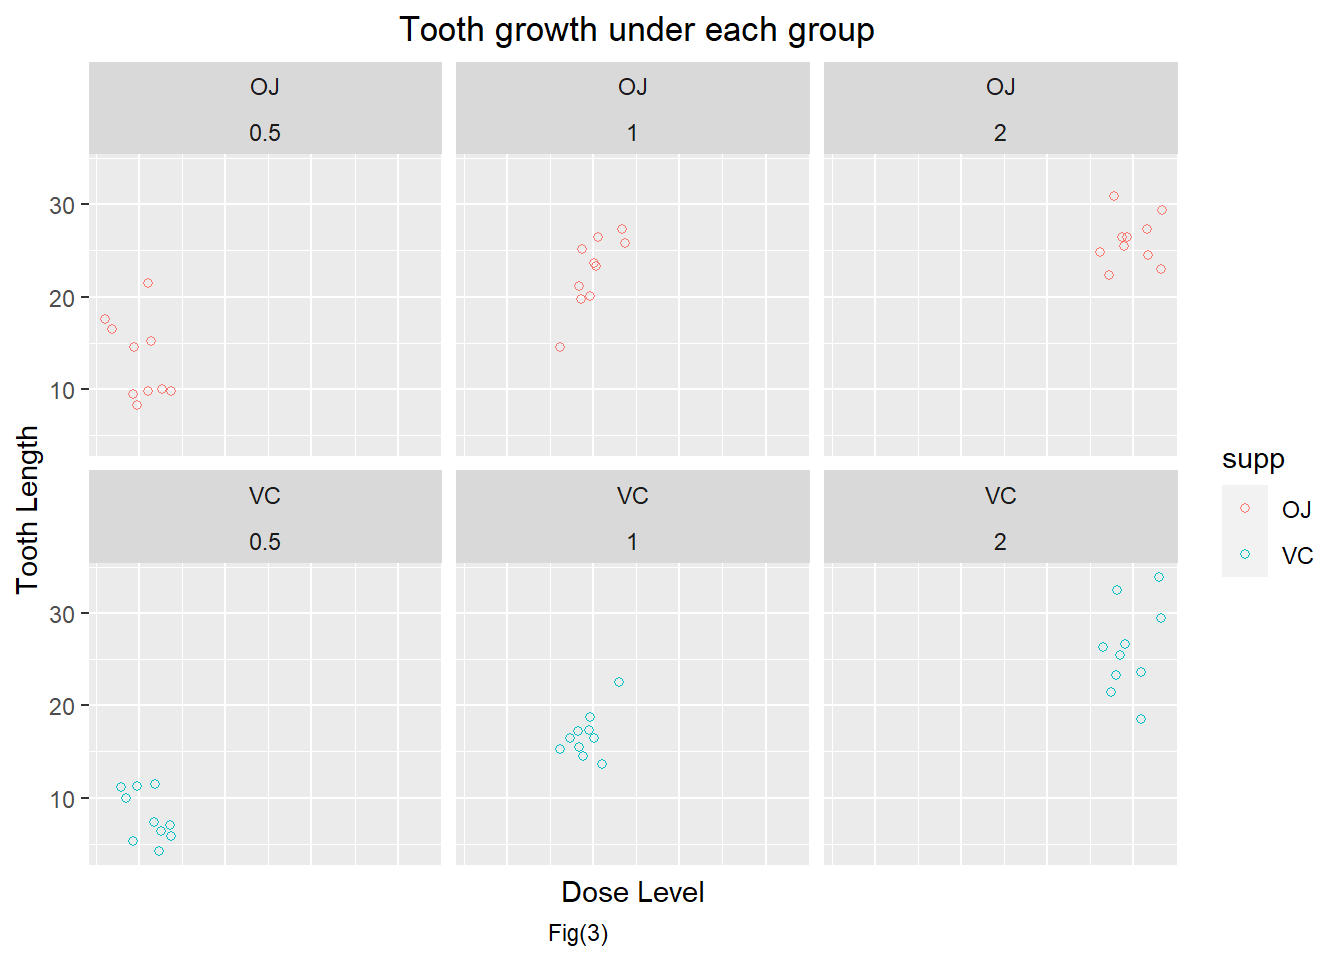 Tooth growth under each group
OJ
0.5
OJ
1
OJ
2
30
20
10
VC
0.5
VC
1
VC
2
30
20
10
Tooth Length
Dose Level
Fig(3)
supp
OJ
VC